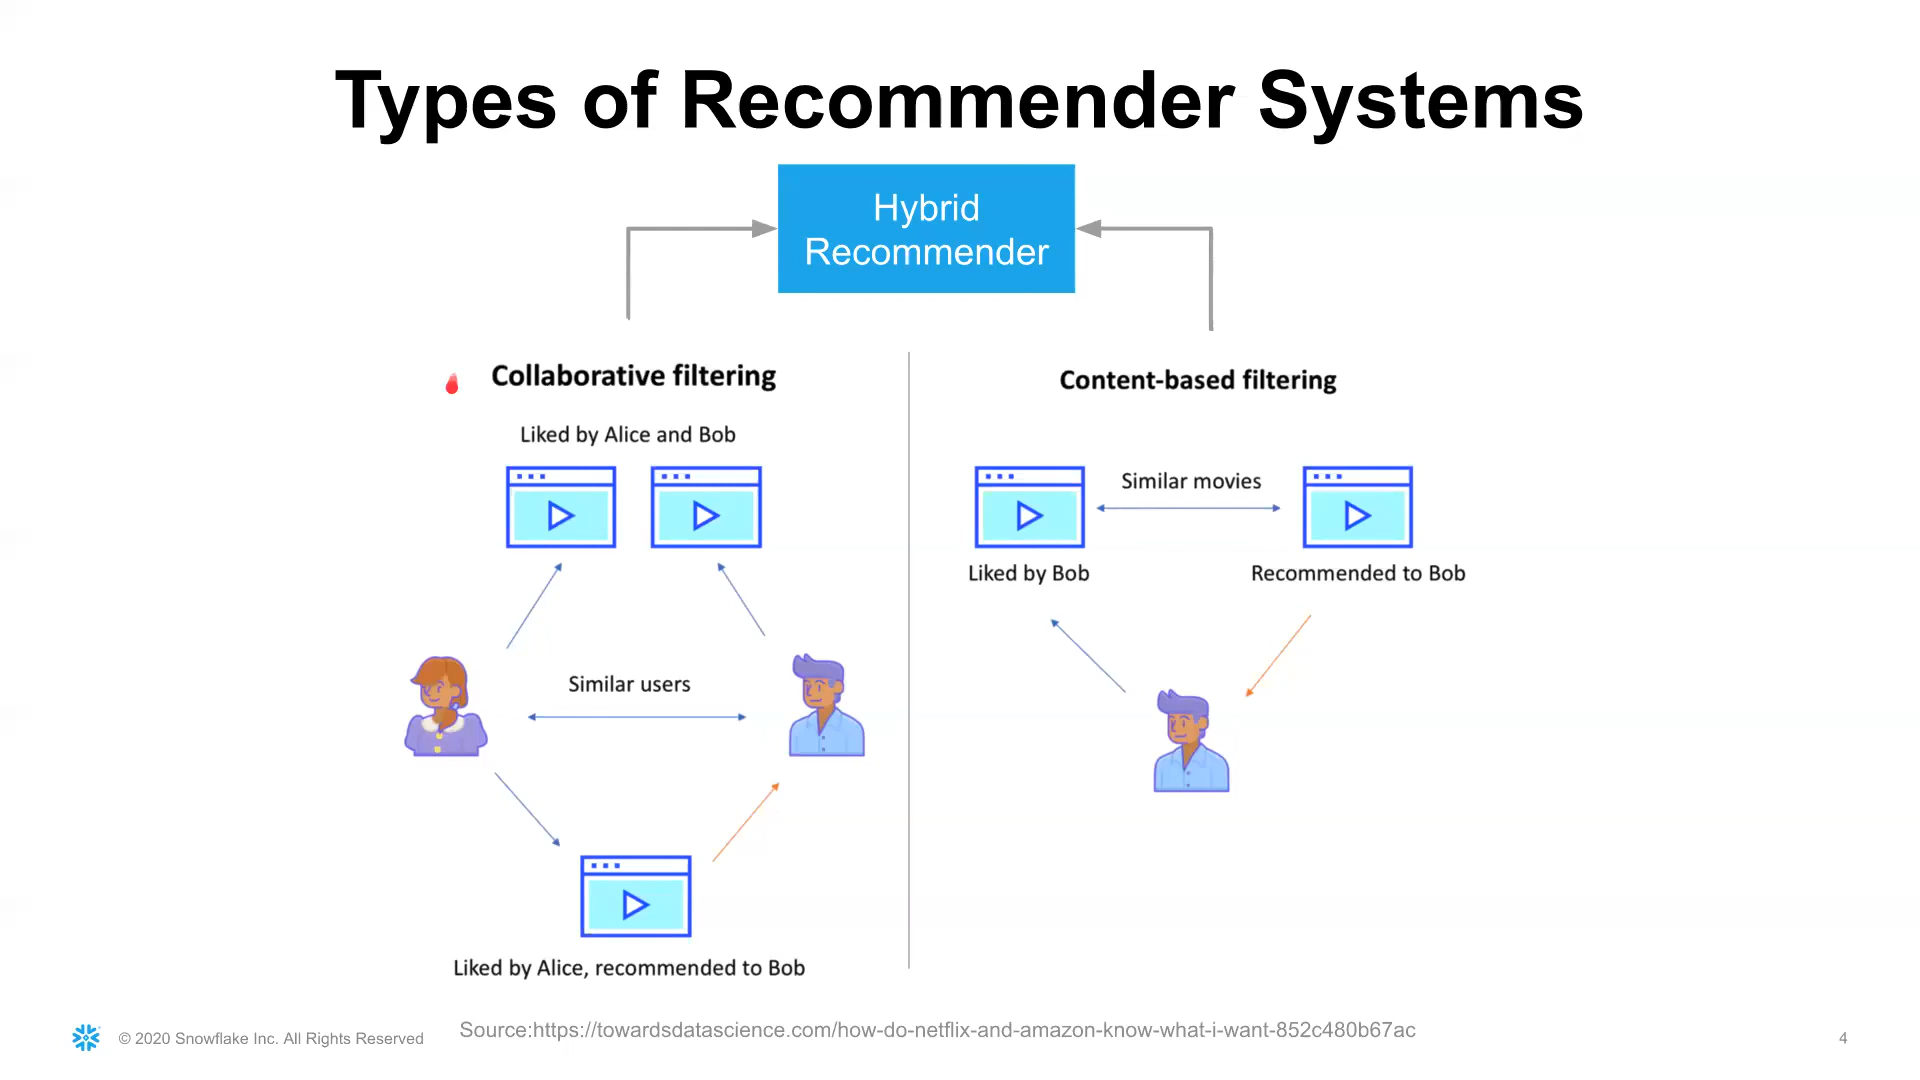 Types of Recommender Systems
Hybrid
Recommender
Collaborative filtering
Liked by Alice and Bob
Similar users
Liked by Alice, recommended to Bob
Content-based filtering
Similar movies
Liked by Bob
Recommended to Bob
© 2020 Snowflake Inc. All Rights Reserved
Source:https://towardsdatascience.com/how-do-netflix-and-amazon-know-what-i-want-852c480b67ac
4